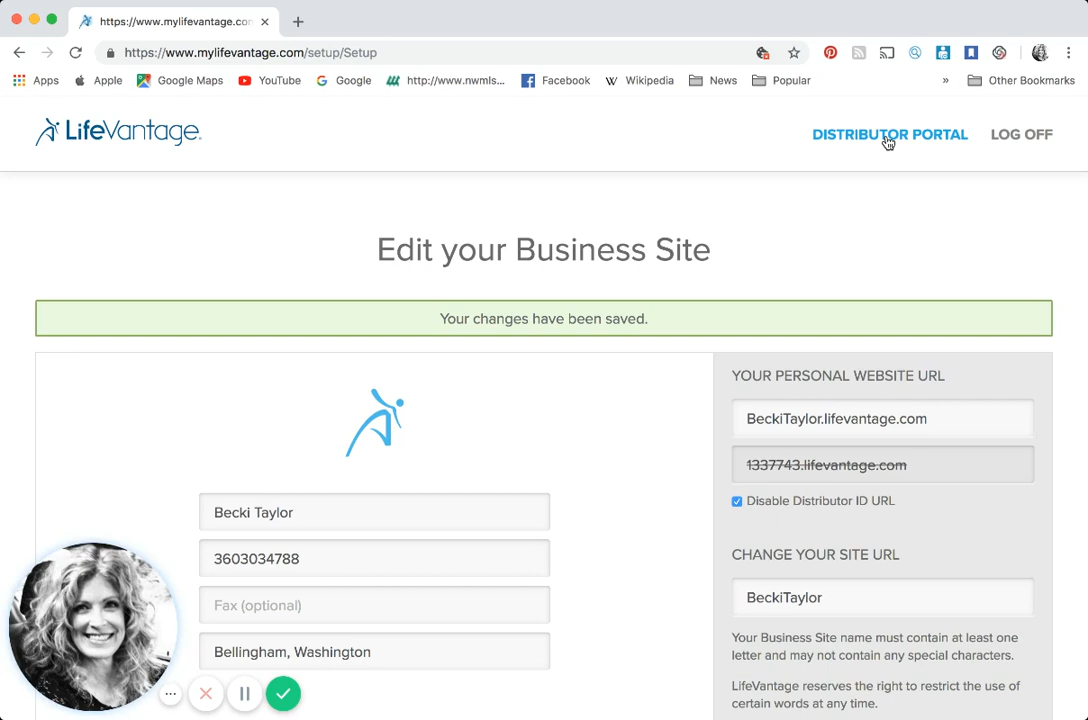 https://www.mylifevantage.con
https://www.mylifevantage.com/setup/Setup
Apps Apple Google Maps YouTube Google http://www.nwmls... Facebook Wikipedia News Popular » Other Bookmarks
LifeVantage. DISTRIBUTOR PORTAL LOG OFF
Edit your Business Site
Your changes have been saved.
YOUR PERSONAL WEBSITE URL
BeckiTaylor.lifevantage.com
1337743.lifevantage.com
Disable Distributor ID URL
Becki Taylor
3603034788
Fax (optional)
Bellingham, Washington
CHANGE YOUR SITE URL
BeckiTaylor
Your Business Site name must contain at least one
letter and may not contain any special characters.
LifeVantage reserves the right to restrict the use of
certain words at any time.